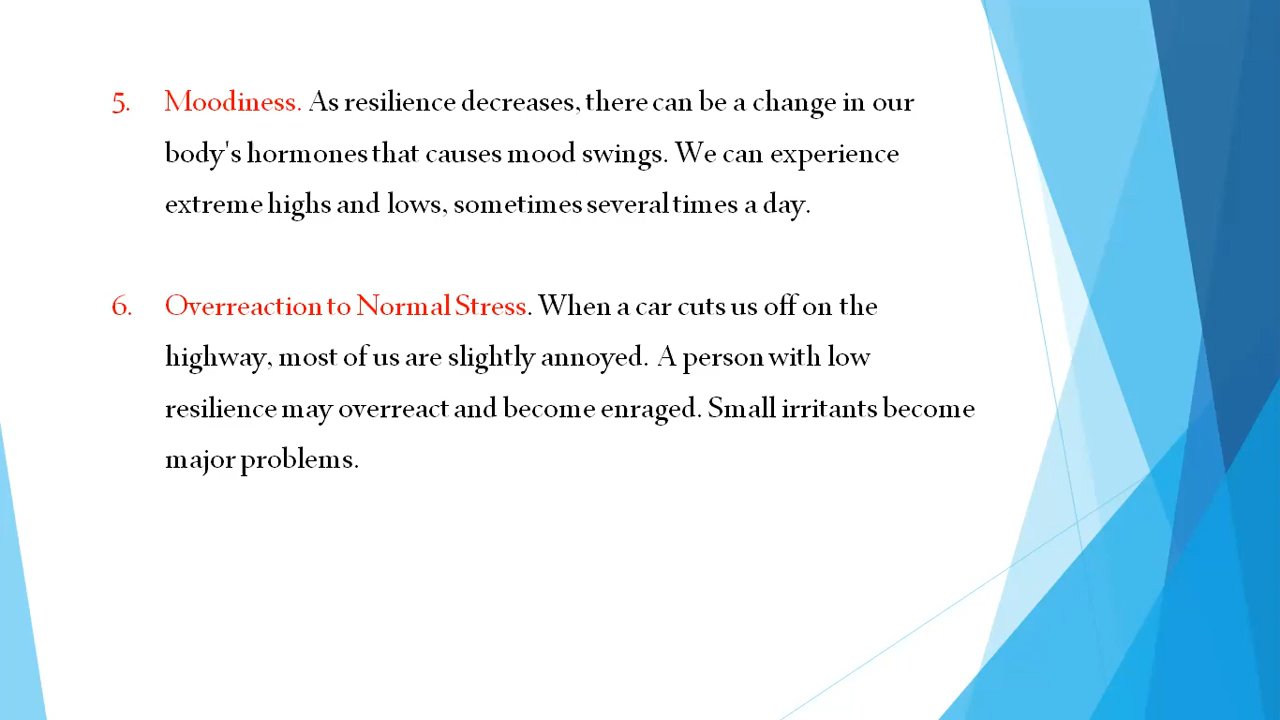 5. Moodiness. As resilience decreases, there can be a change in our
body's hormones that causes mood swings. We can experience
extreme highs and lows, sometimes several times a day.
6. Overreaction to Normal Stress. When a car cuts us off on the
highway, most of us are slightly annoyed. A person with low
resilience may overreact and become enraged. Small irritants become
major problems.